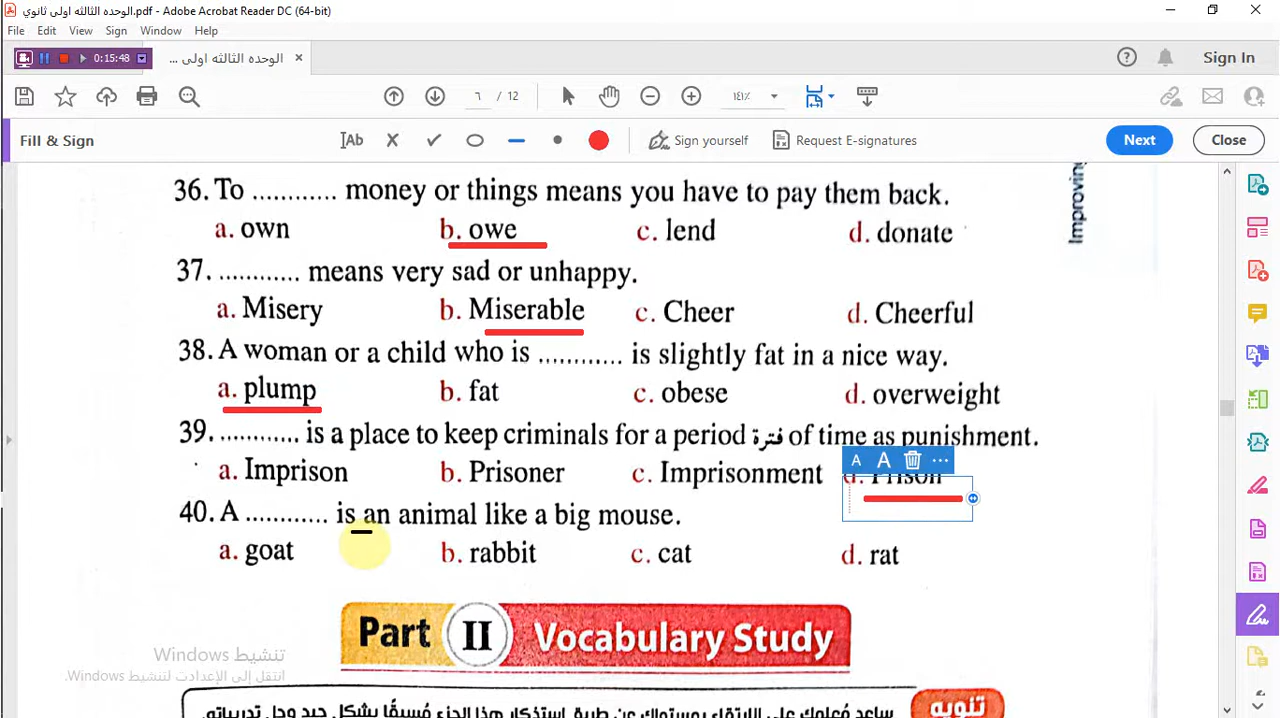 الوحده الثالثه اولى ثانوي.pdf - Adobe Acrobat Reader DC (64-bit)
File Edit View Sign Window Help
0:15:48 الوحده الثالثه اولى ... × Sign In
٦ / 12 ١٤١٪
Fill & Sign Ab Sign yourself Request E-signatures Next Close
Improving
36. To ............ money or things means you have to pay them back.
a. own b. owe c. lend d. donate
37. ............ means very sad or unhappy.
a. Misery b. Miserable c. Cheer d. Cheerful
38. A woman or a child who is ............ is slightly fat in a nice way.
a. plump b. fat c. obese d. overweight
39. ............ is a place to keep criminals for a period فترة of time as punishment.
A A ...
a. Imprison b. Prisoner c. Imprisonment d. Prison
40. A ............ is an animal like a big mouse.
a. goat b. rabbit c. cat d. rat
Part II Vocabulary Study
تنشيط Windows
انتقل إلى الإعدادات لتنشيط Windows.
تنويه